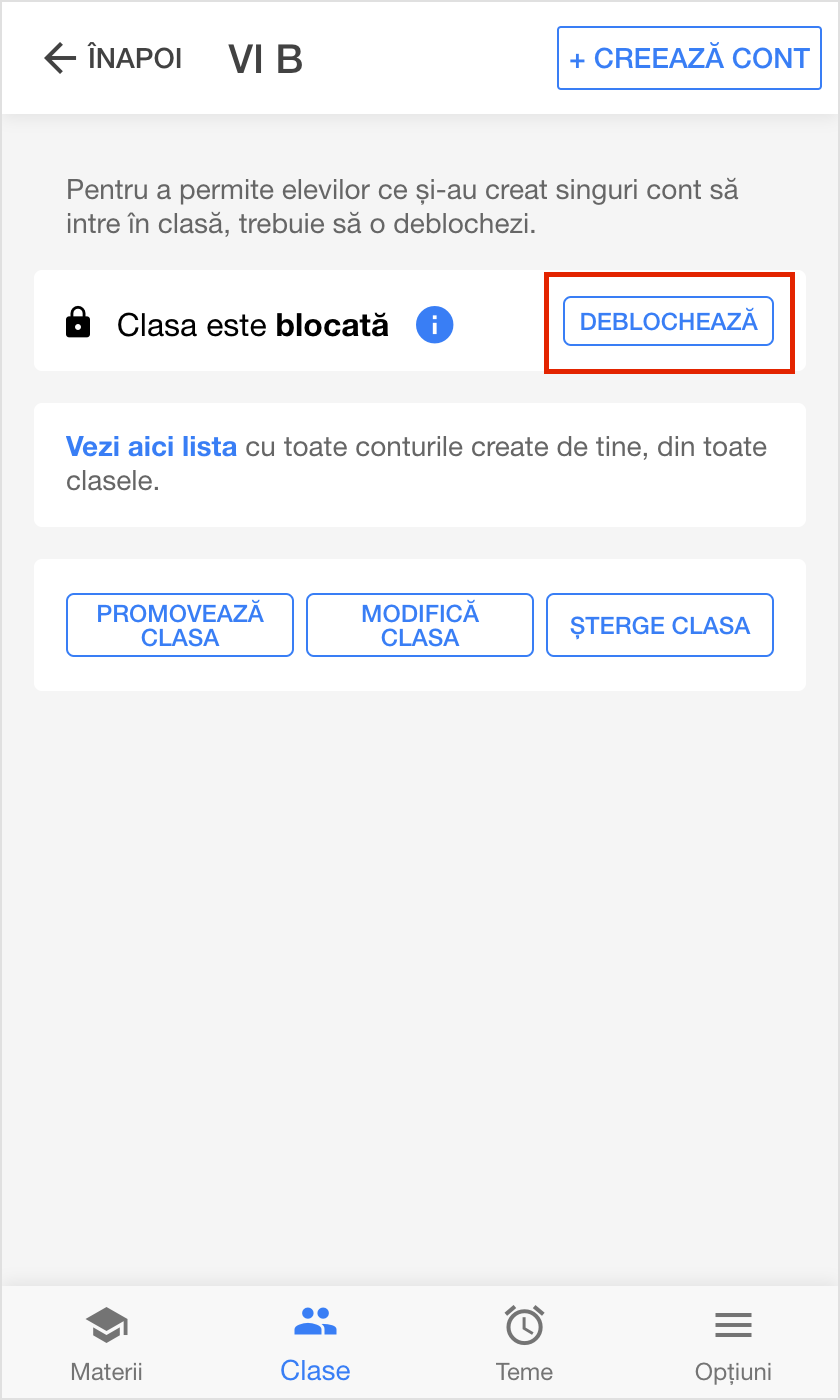 ÎNAPOI VI B + CREEAZĂ CONT
Pentru a permite elevilor ce și-au creat singuri cont să
intre în clasă, trebuie să o deblochezi.
Clasa este blocată i DEBLOCHEAZĂ
Vezi aici lista cu toate conturile create de tine, din toate
clasele.
PROMOVEAZĂ
CLASA
MODIFICĂ
CLASA
ȘTERGE CLASA
Materii Clase Teme Opțiuni